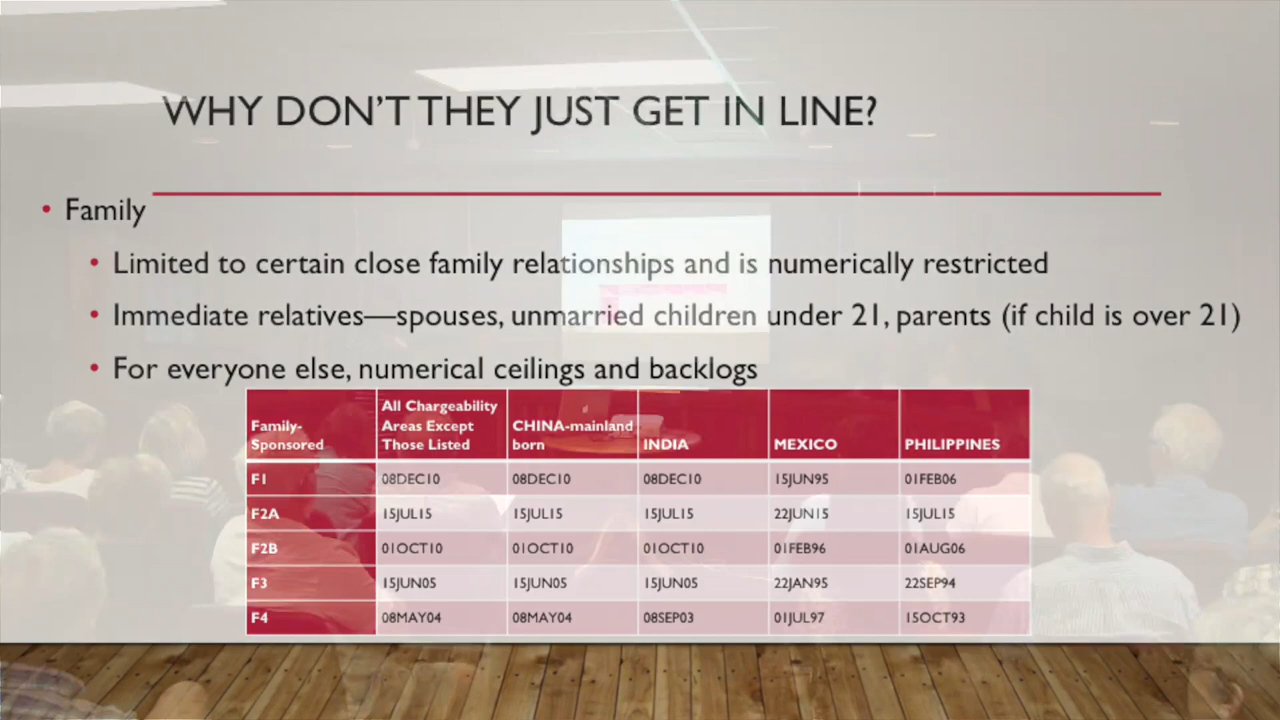 WHY DON'T THEY JUST GET IN LINE?
• Family
• Limited to certain close family relationships and is numerically restricted
• Immediate relatives—spouses, unmarried children under 21, parents (if child is over 21)
• For everyone else, numerical ceilings and backlogs
Family-Sponsored All Chargeability Areas Except Those Listed CHINA-mainland born INDIA MEXICO PHILIPPINES
F1 08DEC10 08DEC10 08DEC10 15JUN95 01FEB06
F2A 15JUL15 15JUL15 15JUL15 22JUN15 15JUL15
F2B 01OCT10 01OCT10 01OCT10 01FEB96 01AUG06
F3 15JUN05 15JUN05 15JUN05 22JAN95 22SEP94
F4 08MAY04 08MAY04 08SEP03 01JUL97 15OCT93